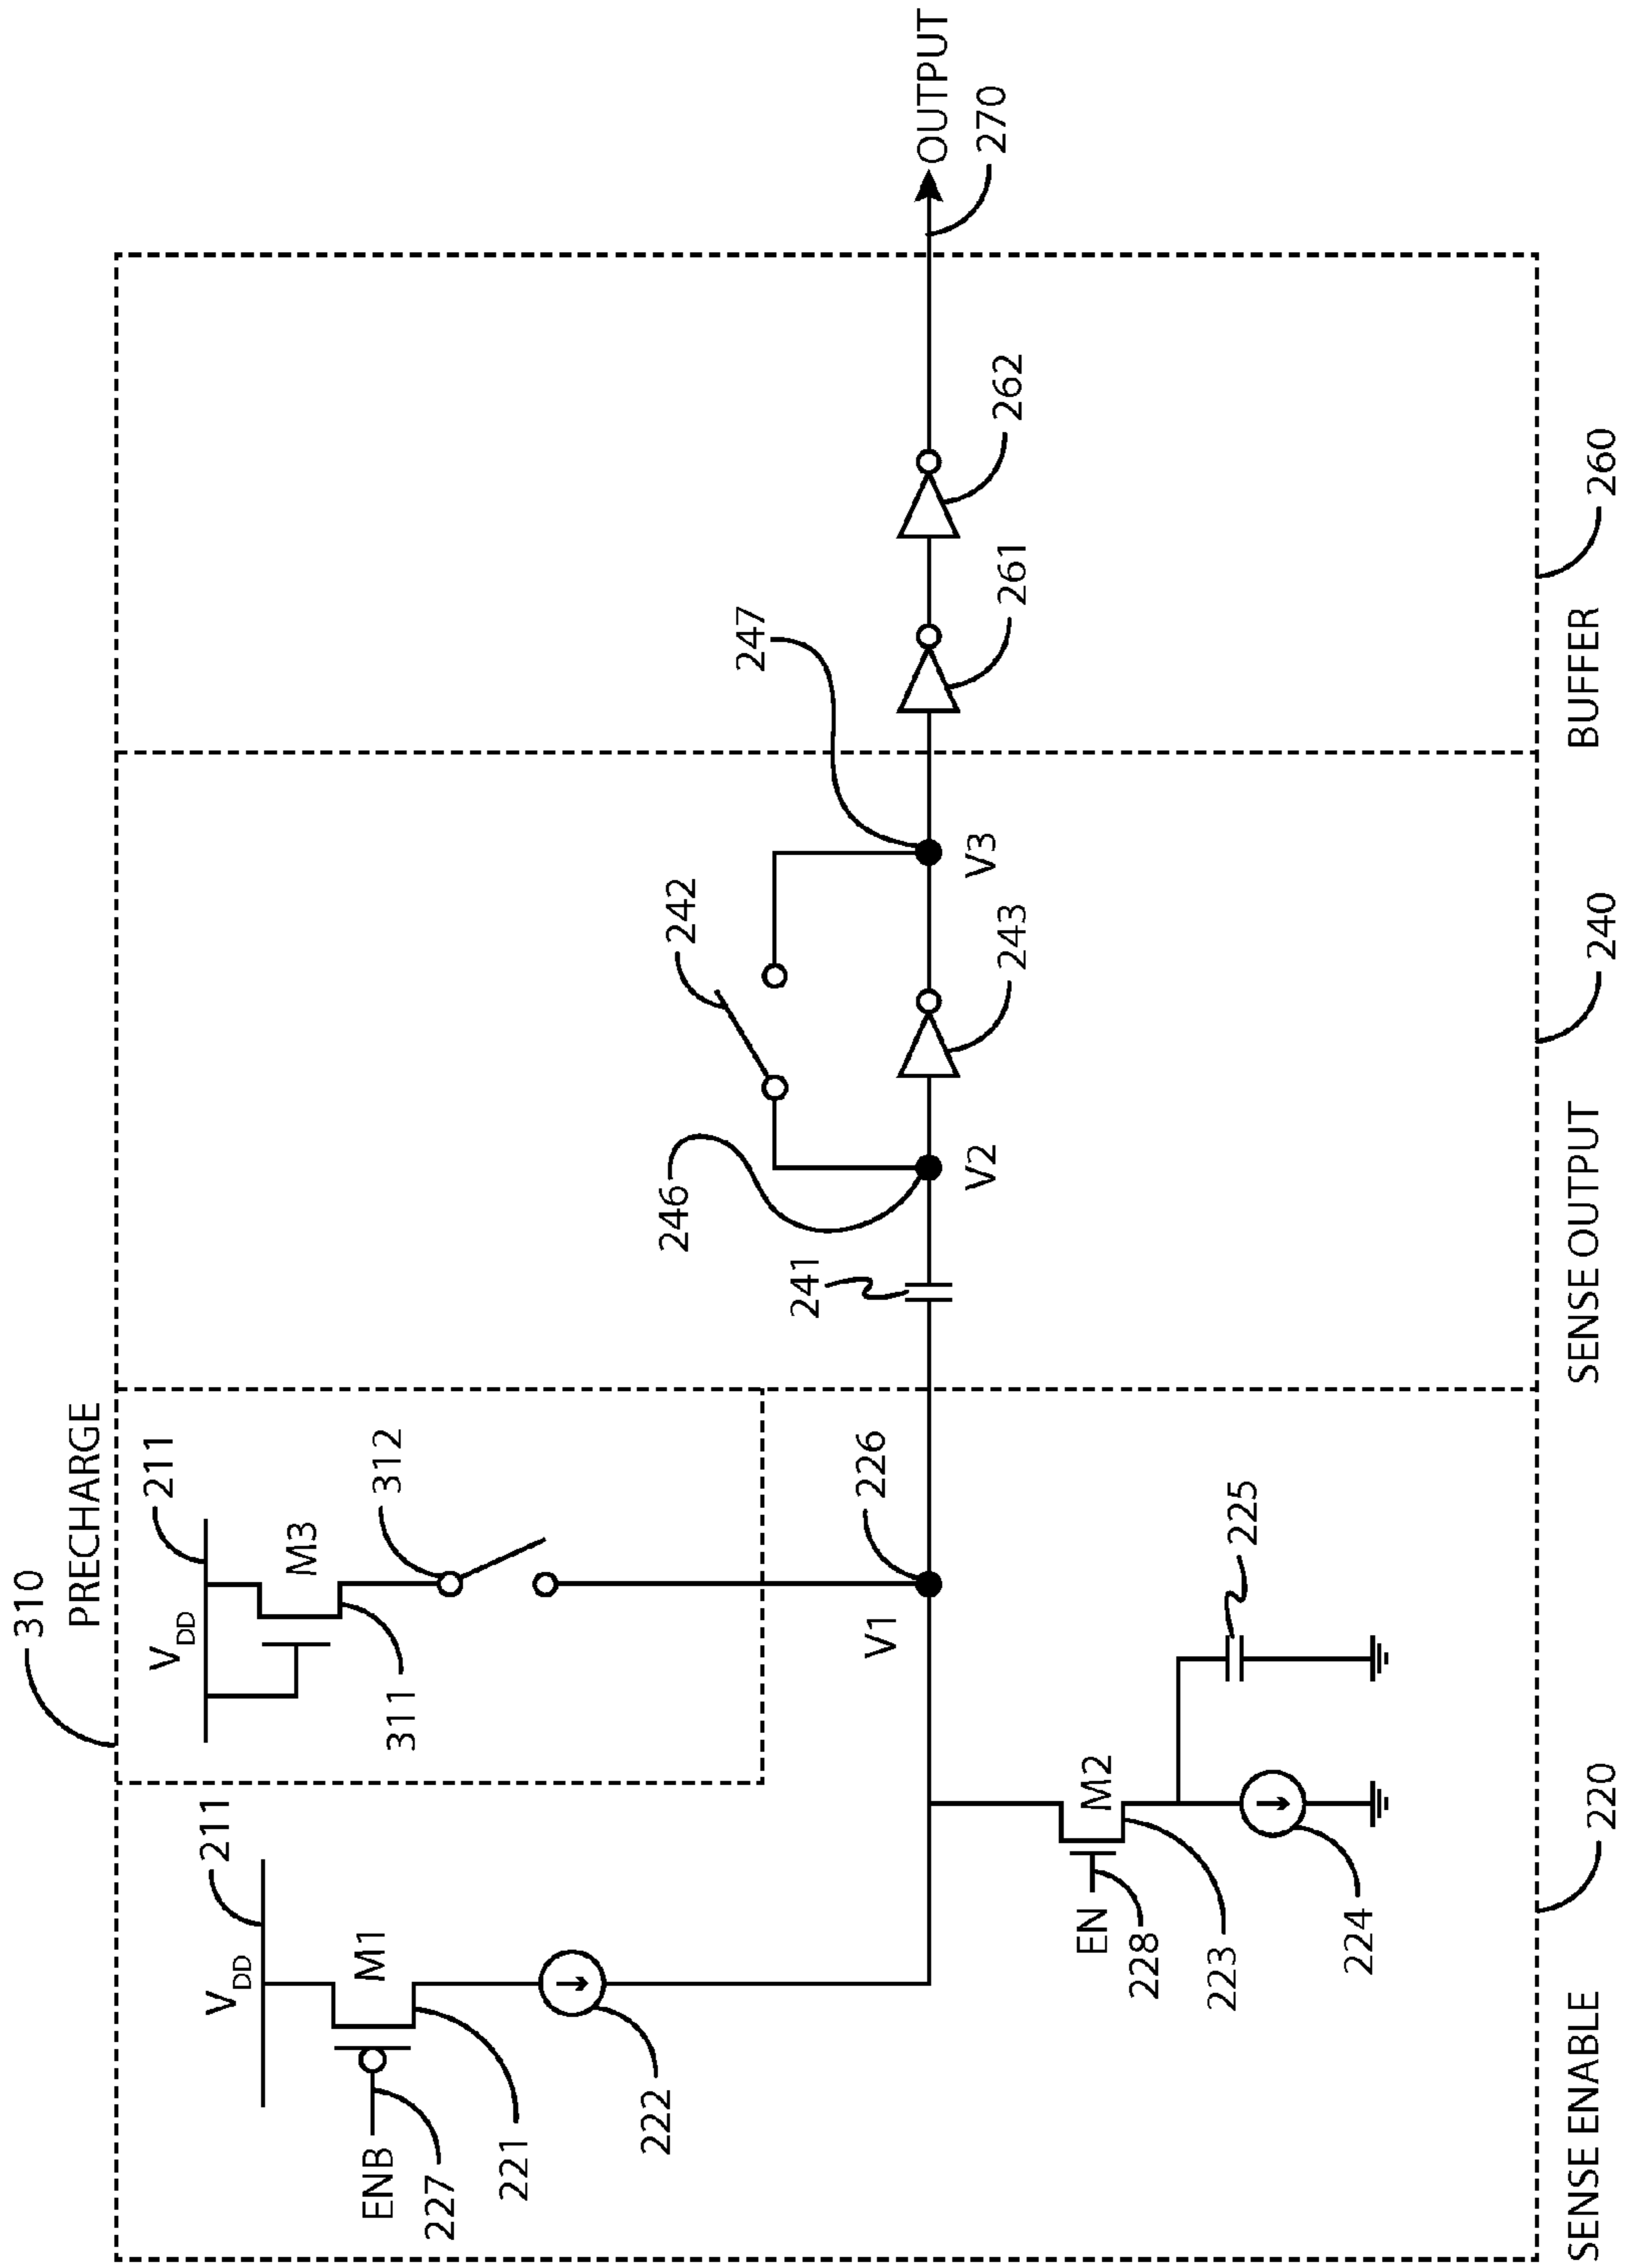 310
PRECHARGE
211
V_DD
M1
ENB
227
221
222
211
V_DD
M3
311
312
V1
226
EN
228
M2
223
224
225
241
246
V2
242
243
V3
247
261
262
OUTPUT
270
SENSE ENABLE
220
SENSE OUTPUT
240
BUFFER
260